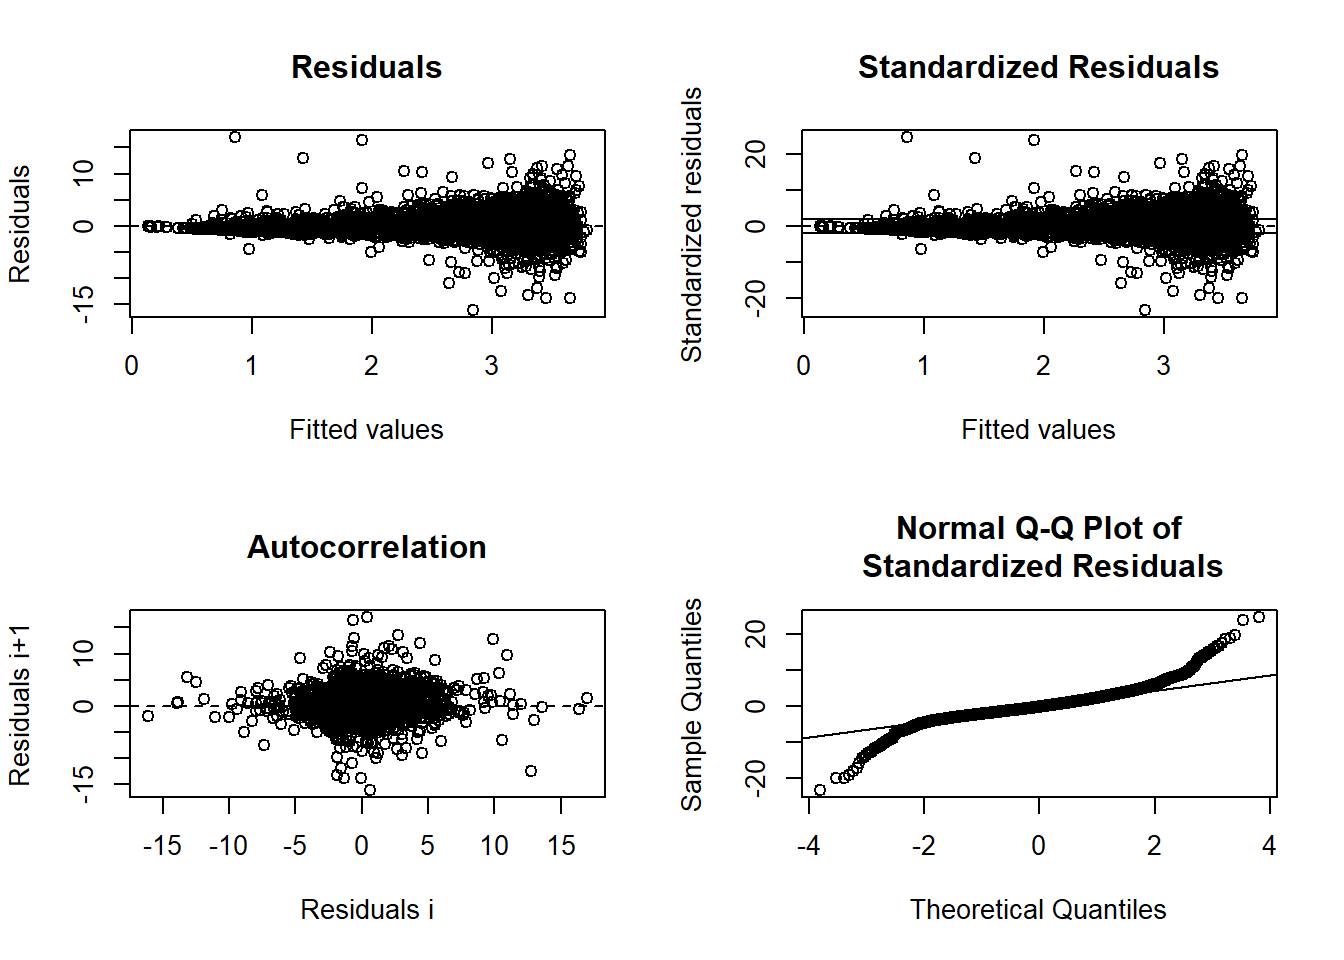 Residuals
Residuals
10
0
-15
0 1 2 3
Fitted values
Standardized Residuals
Standardized residuals
20
0
-20
0 1 2 3
Fitted values
Autocorrelation
Residuals i+1
10
0
-15
-15 -10 -5 0 5 10 15
Residuals i
Normal Q-Q Plot of
Standardized Residuals
Sample Quantiles
20
0
-20
-4 -2 0 2 4
Theoretical Quantiles